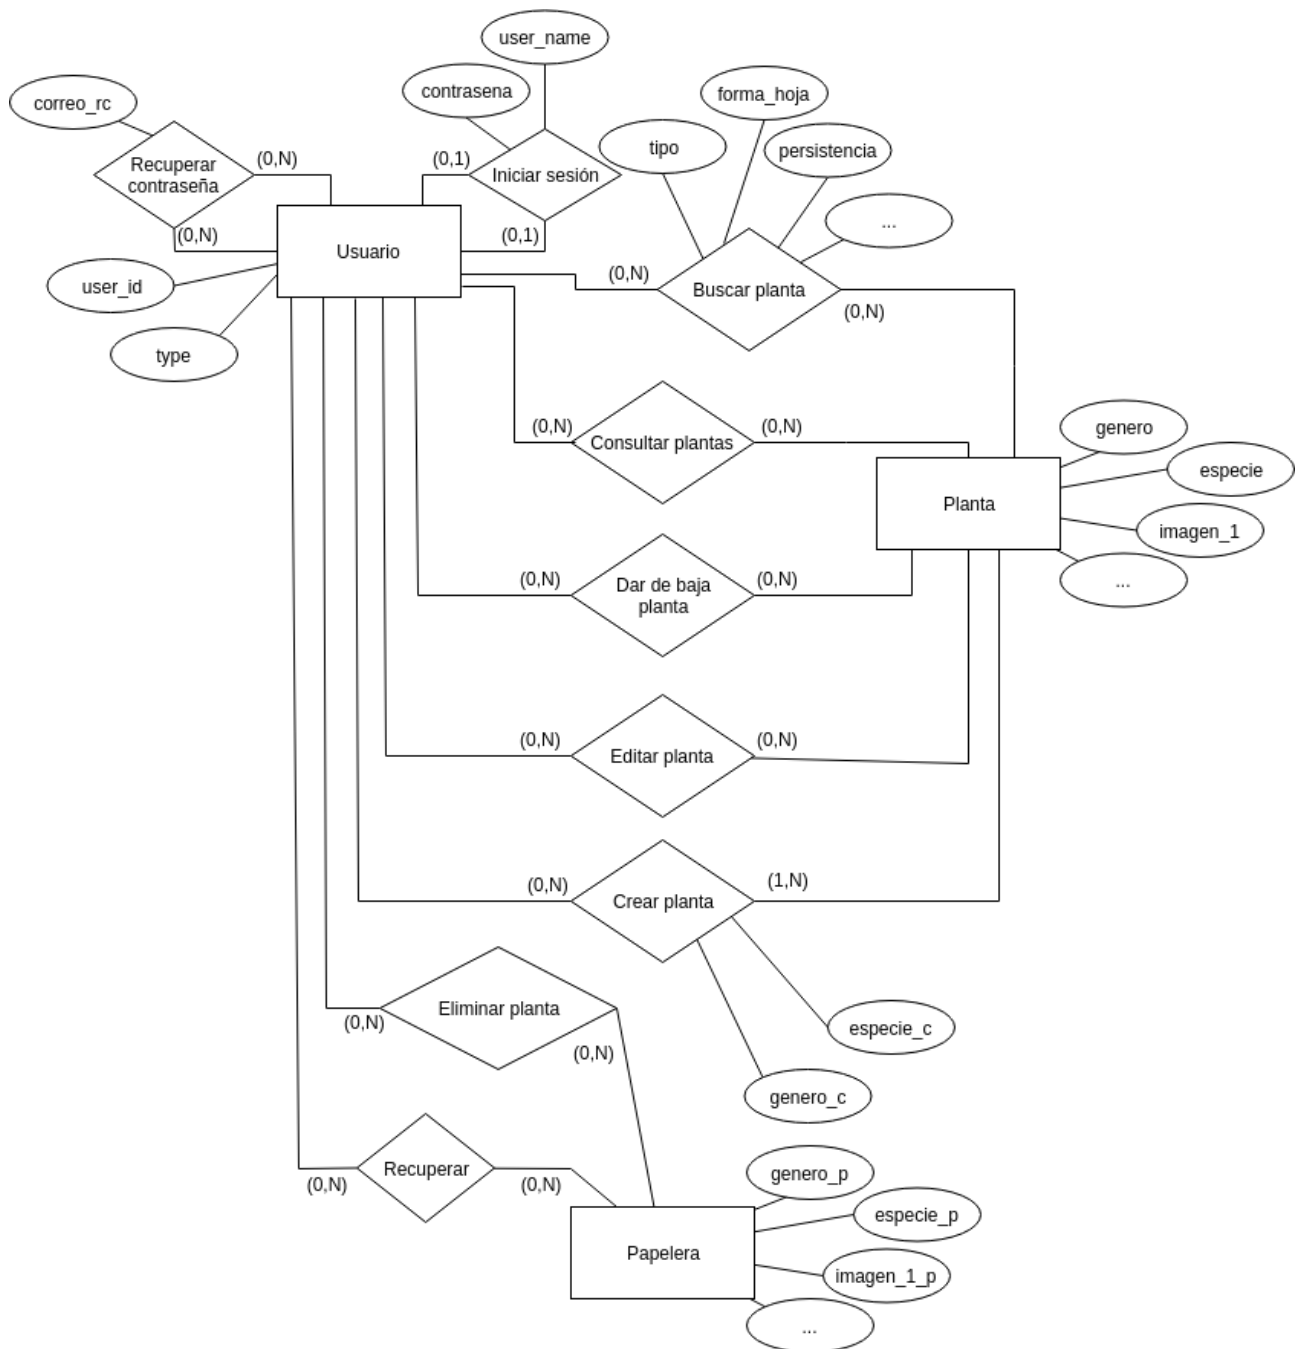 user_name
contrasena
forma_hoja
correo_rc
tipo
persistencia
Recuperar
contraseña
(0,N)
(0,1)
Iniciar sesión
...
(0,N)
(0,1)
Usuario
user_id
(0,N)
Buscar planta
(0,N)
type
(0,N)
Consultar plantas
(0,N)
genero
especie
Planta
imagen_1
...
(0,N)
Dar de baja
planta
(0,N)
(0,N)
Editar planta
(0,N)
(0,N)
Crear planta
(1,N)
Eliminar planta
(0,N)
(0,N)
especie_c
genero_c
Recuperar
(0,N)
(0,N)
genero_p
especie_p
Papelera
imagen_1_p
...